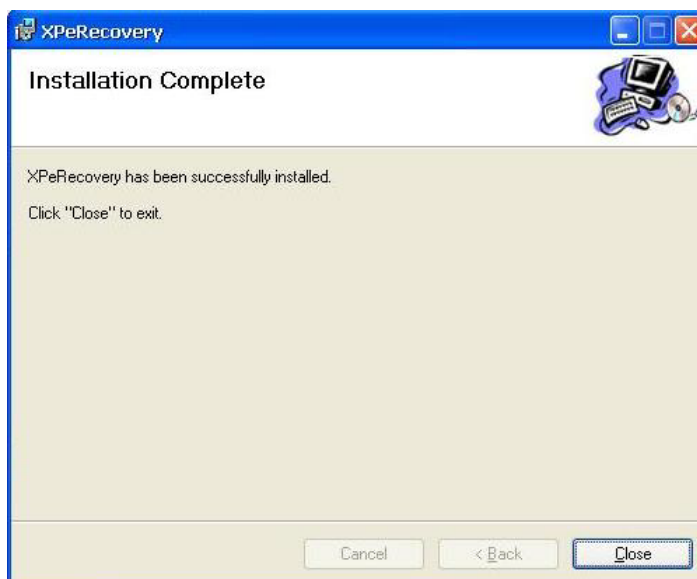 XPeRecovery
Installation Complete
XPeRecovery has been successfully installed.
Click "Close" to exit.
Cancel
< Back
Close